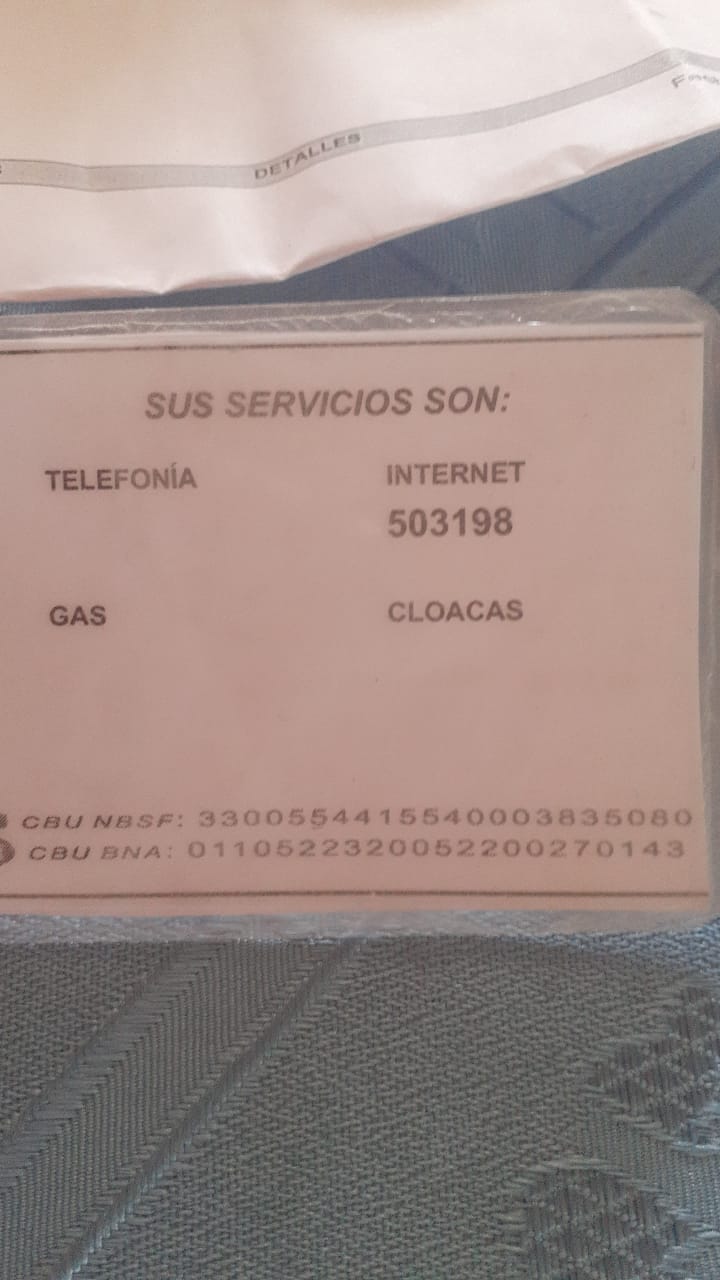 DETALLES
SUS SERVICIOS SON:
TELEFONÍA INTERNET
503198
GAS CLOACAS
CBU NBSF: 3300554415540003835080
CBU BNA: 0110522320052200270143